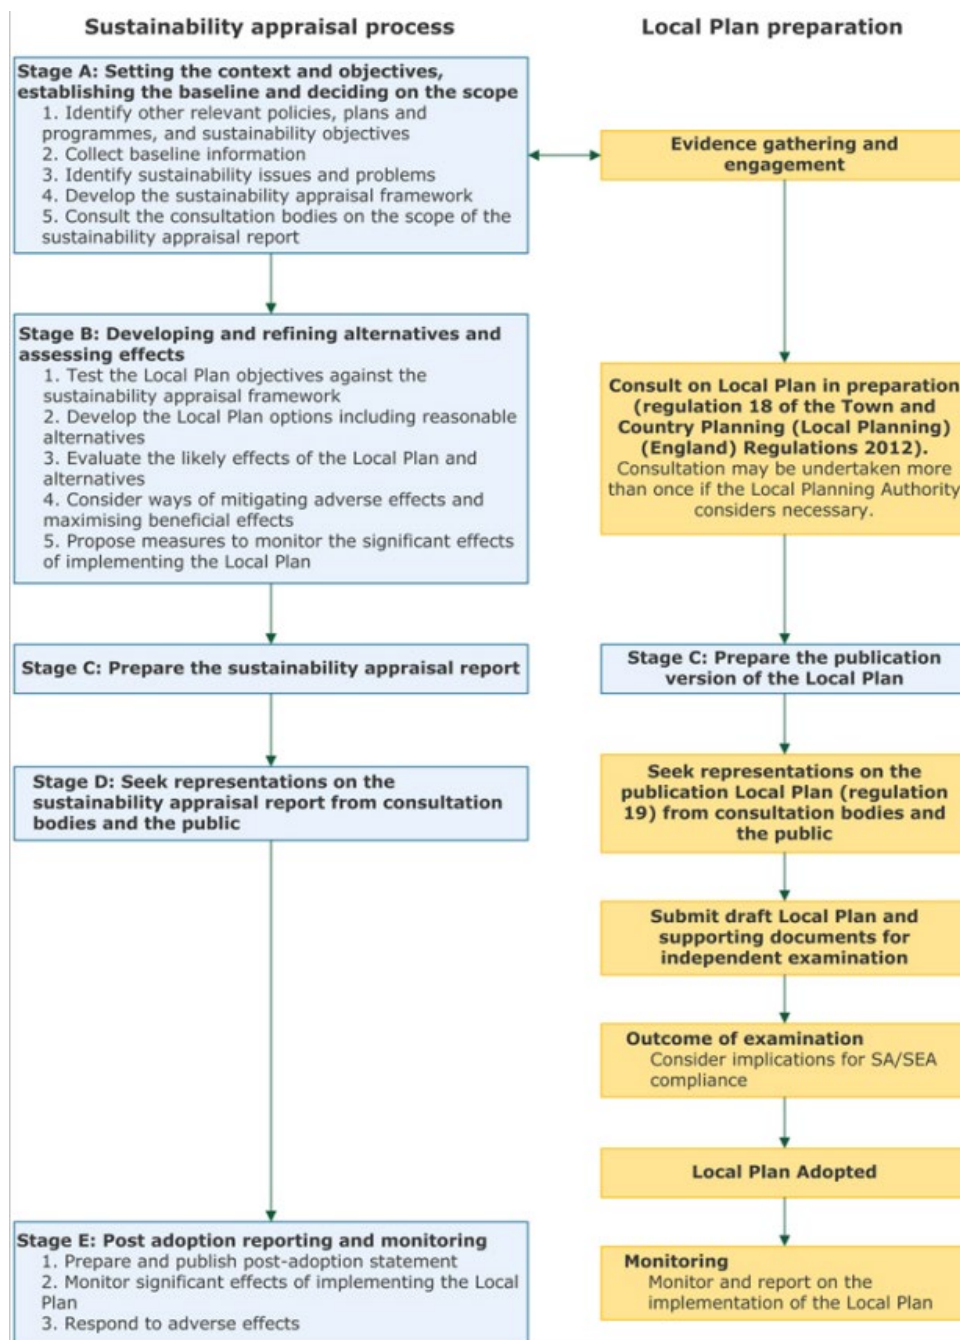 Sustainability appraisal process
Local Plan preparation
Stage A: Setting the context and objectives,
establishing the baseline and deciding on the scope
1. Identify other relevant policies, plans and
programmes, and sustainability objectives
2. Collect baseline information
3. Identify sustainability issues and problems
4. Develop the sustainability appraisal framework
5. Consult the consultation bodies on the scope of the
sustainability appraisal report
Evidence gathering and
engagement
Stage B: Developing and refining alternatives and
assessing effects
1. Test the Local Plan objectives against the
sustainability appraisal framework
2. Develop the Local Plan options including reasonable
alternatives
3. Evaluate the likely effects of the Local Plan and
alternatives
4. Consider ways of mitigating adverse effects and
maximising beneficial effects
5. Propose measures to monitor the significant effects
of implementing the Local Plan
Consult on Local Plan in preparation
(regulation 18 of the Town and
Country Planning (Local Planning)
(England) Regulations 2012).
Consultation may be undertaken more
than once if the Local Planning Authority
considers necessary.
Stage C: Prepare the sustainability appraisal report
Stage C: Prepare the publication
version of the Local Plan
Stage D: Seek representations on the
sustainability appraisal report from consultation
bodies and the public
Seek representations on the
publication Local Plan (regulation
19) from consultation bodies and
the public
Submit draft Local Plan and
supporting documents for
independent examination
Outcome of examination
Consider implications for SA/SEA
compliance
Local Plan Adopted
Stage E: Post adoption reporting and monitoring
1. Prepare and publish post-adoption statement
2. Monitor significant effects of implementing the Local
Plan
3. Respond to adverse effects
Monitoring
Monitor and report on the
implementation of the Local Plan